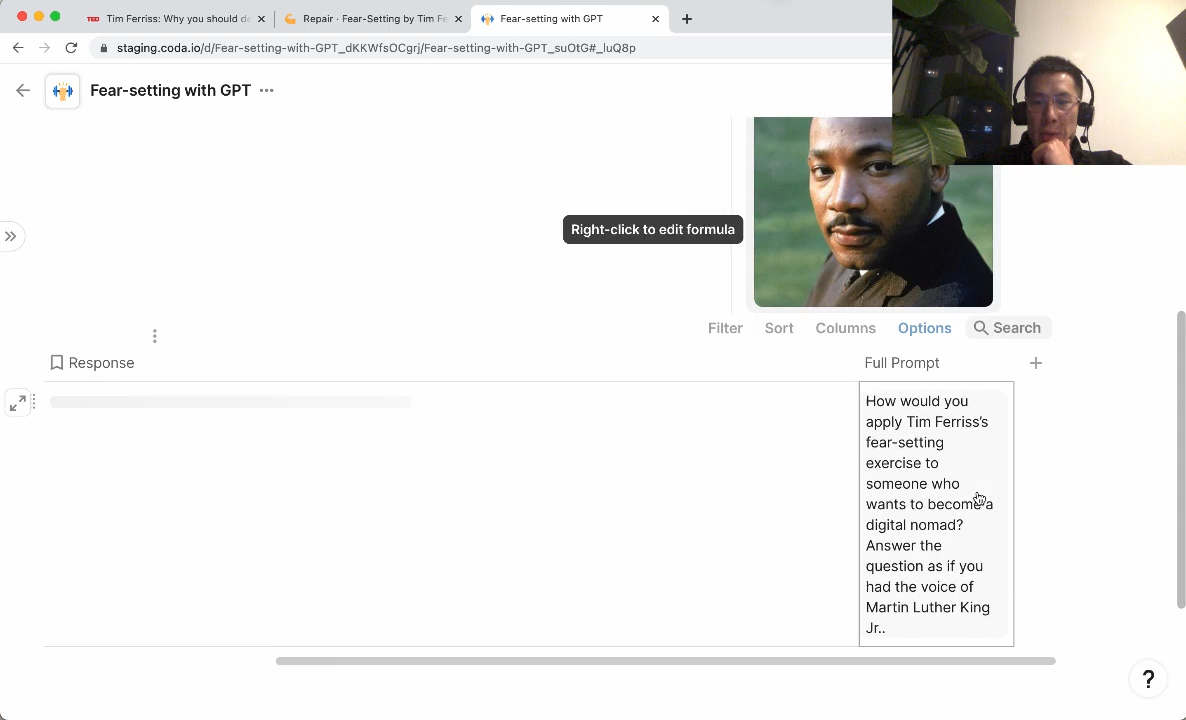 TED Tim Ferriss: Why you should de
Repair · Fear-Setting by Tim Fe
Fear-setting with GPT
staging.coda.io/d/Fear-setting-with-GPT_dKKWfsOCgrj/Fear-setting-with-GPT_suOtG#_luQ8p
Fear-setting with GPT
Right-click to edit formula
Filter Sort Columns Options Search
Response
Full Prompt
How would you
apply Tim Ferriss’s
fear-setting
exercise to
someone who
wants to become a
digital nomad?
Answer the
question as if you
had the voice of
Martin Luther King
Jr..
?